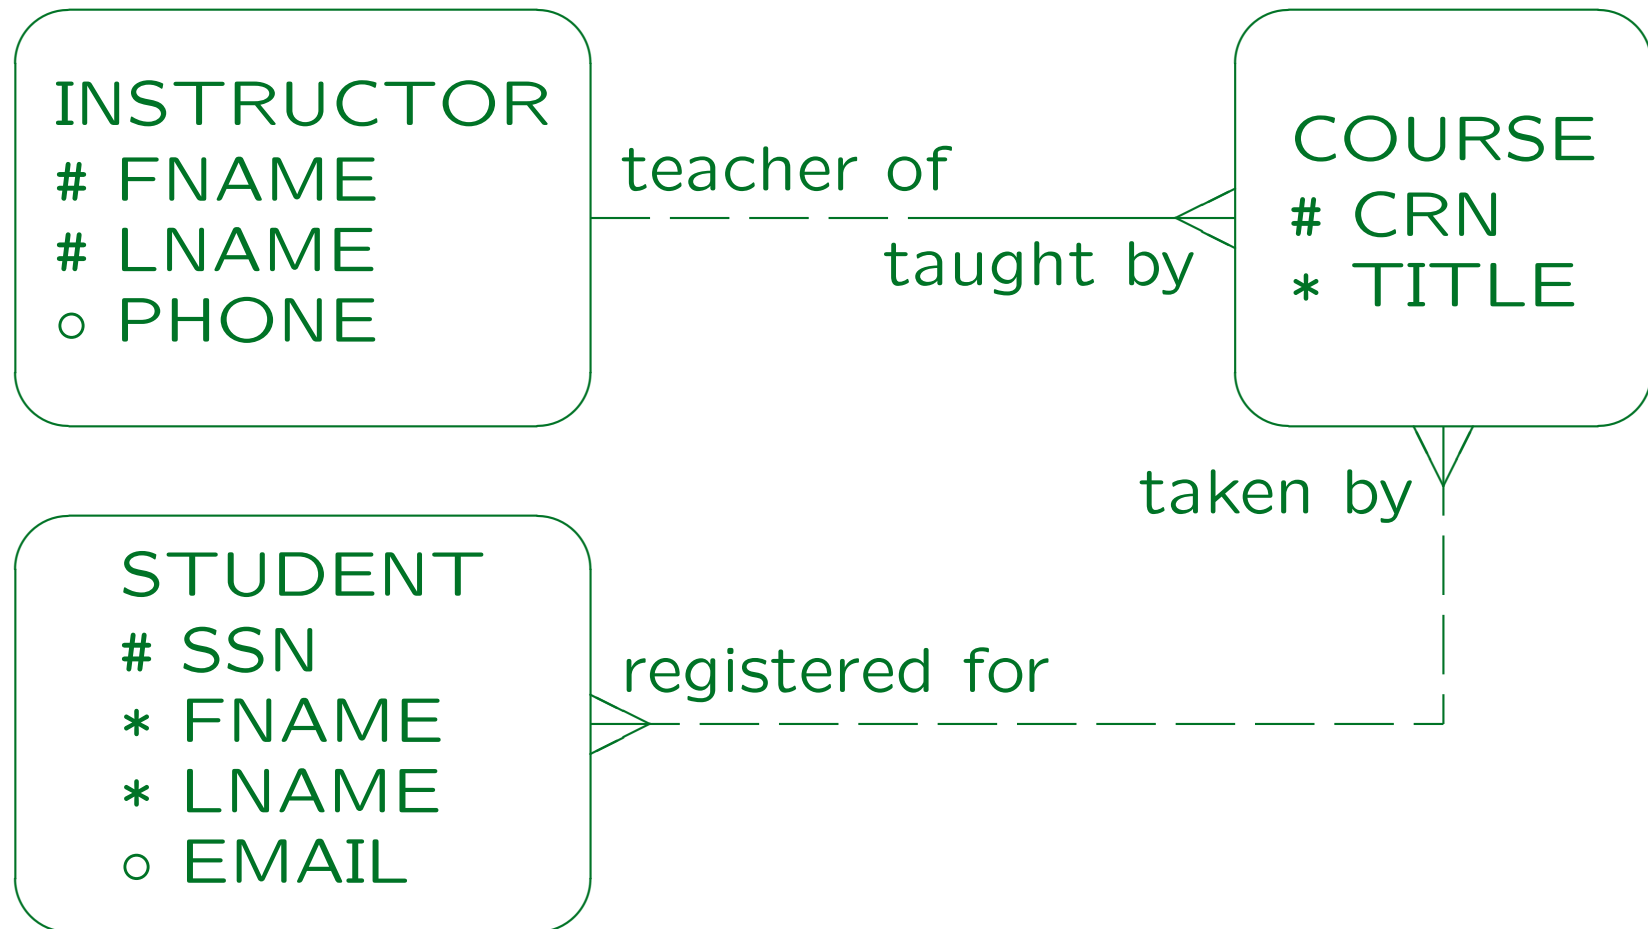 INSTRUCTOR
# FNAME
# LNAME
○ PHONE
teacher of
taught by
COURSE
# CRN
* TITLE
taken by
STUDENT
# SSN
* FNAME
* LNAME
○ EMAIL
registered for